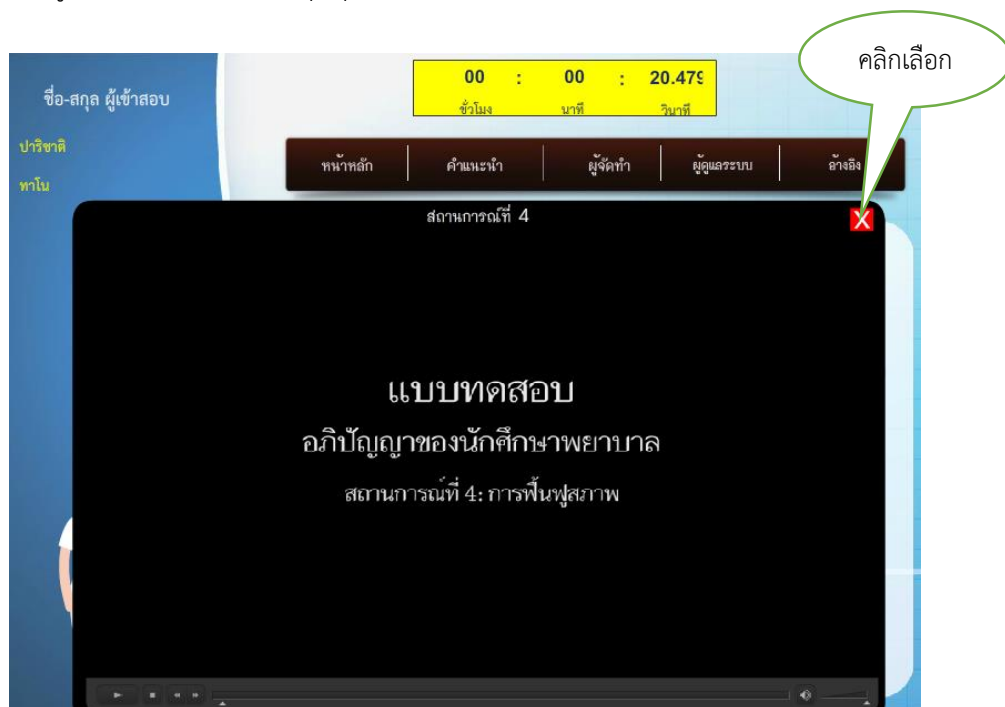 คลิกเลือก
ชื่อ-สกุล ผู้เข้าสอบ
ปาริชาติ
ทาโน
00 : 00 : 20.479
ชั่วโมง นาที วินาที
หน้าหลัก คำแนะนำ ผู้จัดทำ ผู้ดูแลระบบ อ้างอิง
สถานการณ์ที่ 4
X
แบบทดสอบ
อภิปัญญาของนักศึกษาพยาบาล
สถานการณ์ที่ 4: การฟื้นฟูสภาพ